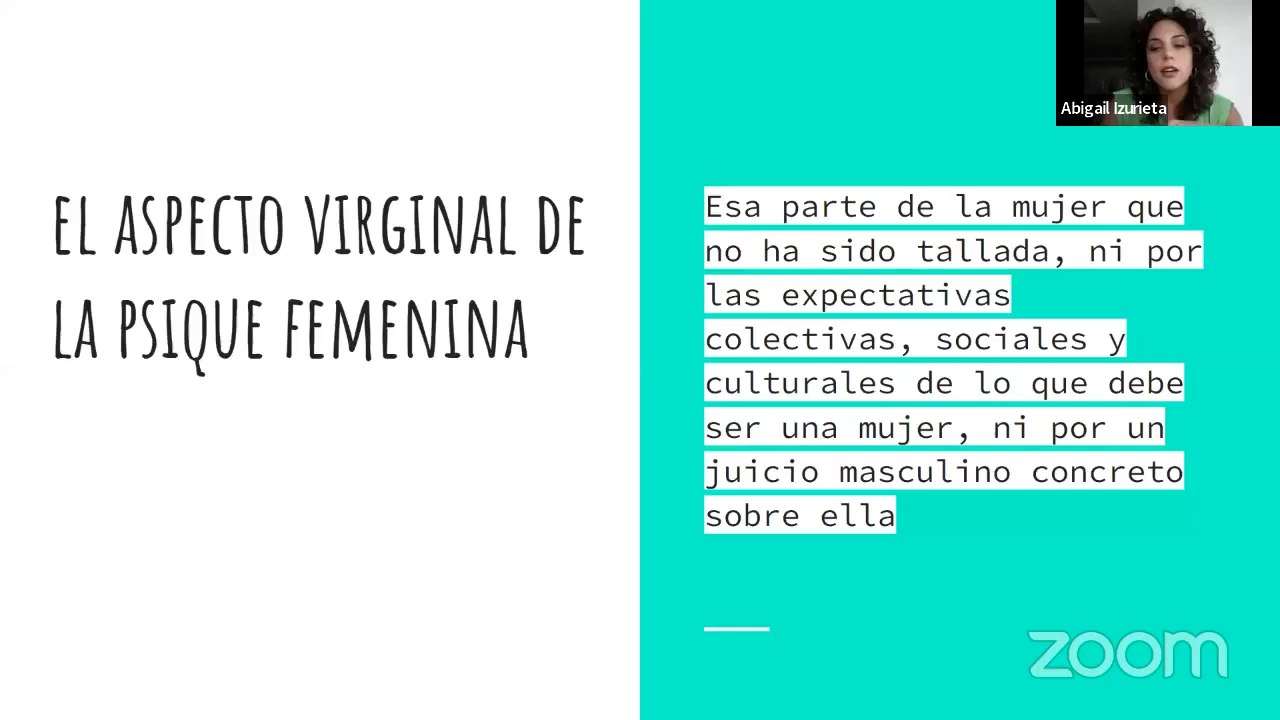 EL ASPECTO VIRGINAL DE
LA PSIQUE FEMENINA
Abigail Izurieta
Esa parte de la mujer que
no ha sido tallada, ni por
las expectativas
colectivas, sociales y
culturales de lo que debe
ser una mujer, ni por un
juicio masculino concreto
sobre ella
zoom